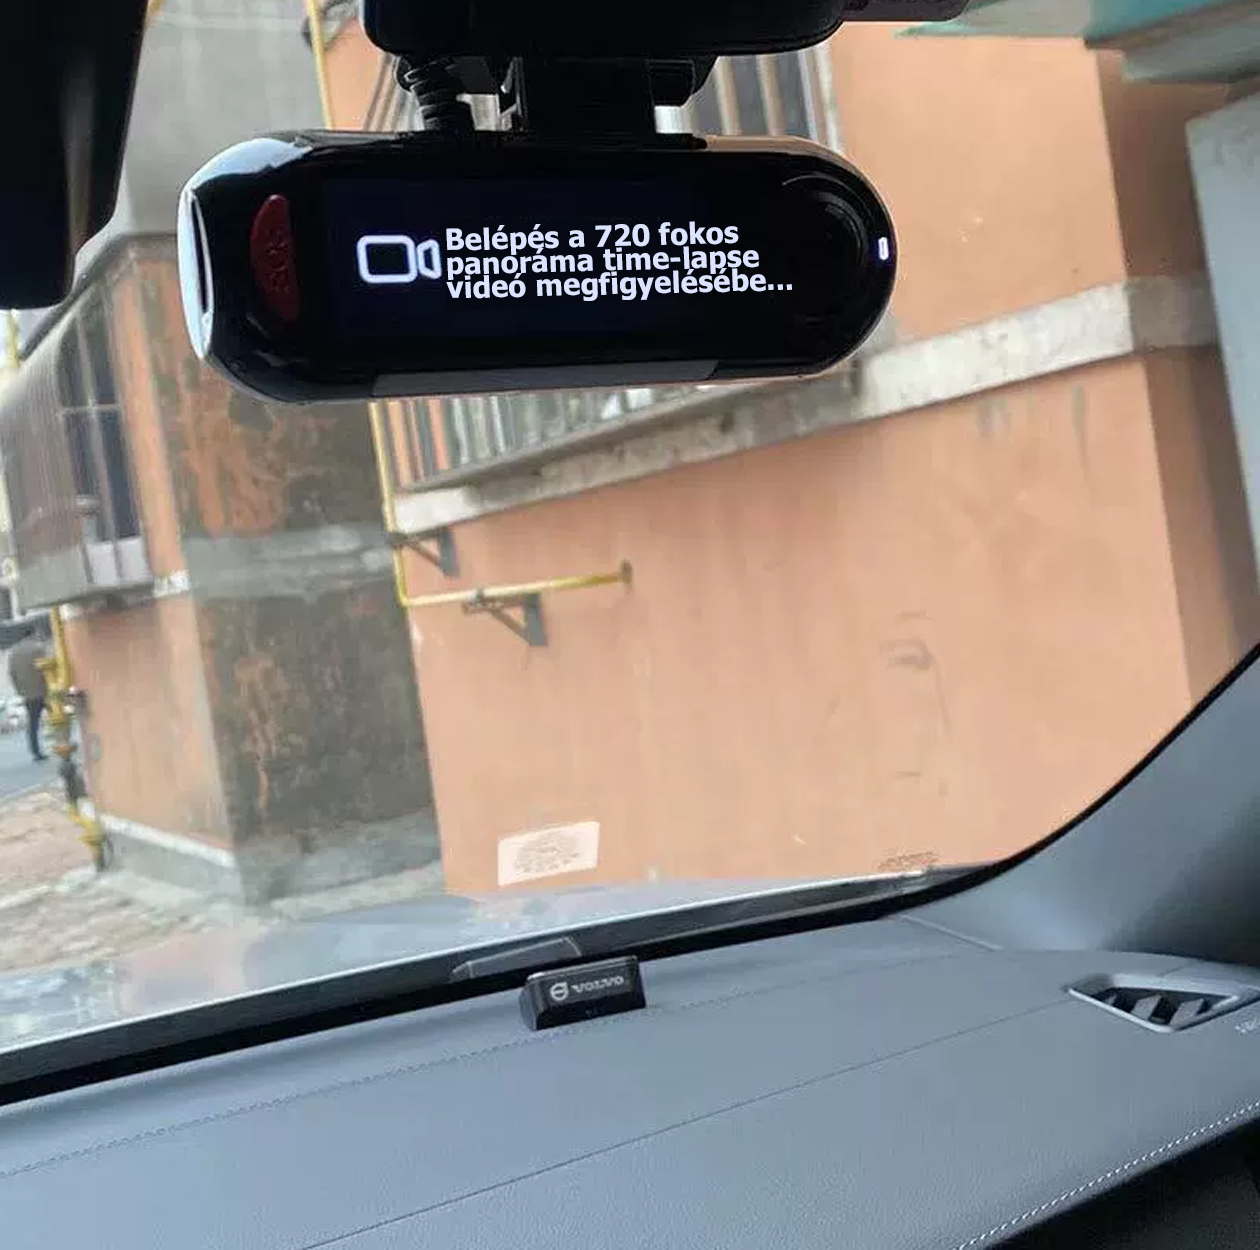 Belépés a 720 fokos
panoráma time-lapse
videó megfigyelésébe...
VOLVO